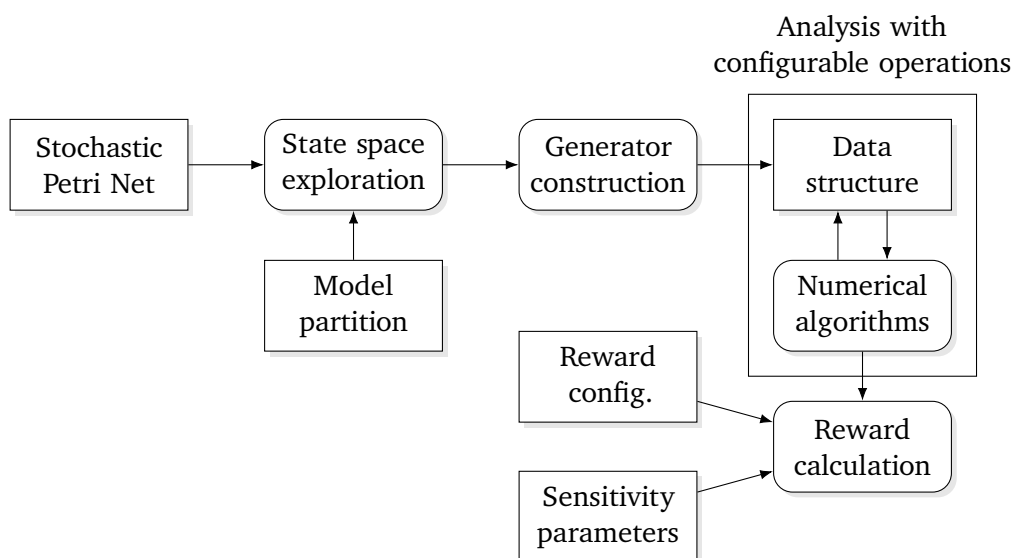 Analysis with
configurable operations
Stochastic
Petri Net
State space
exploration
Generator
construction
Data
structure
Model
partition
Numerical
algorithms
Reward
config.
Reward
calculation
Sensitivity
parameters